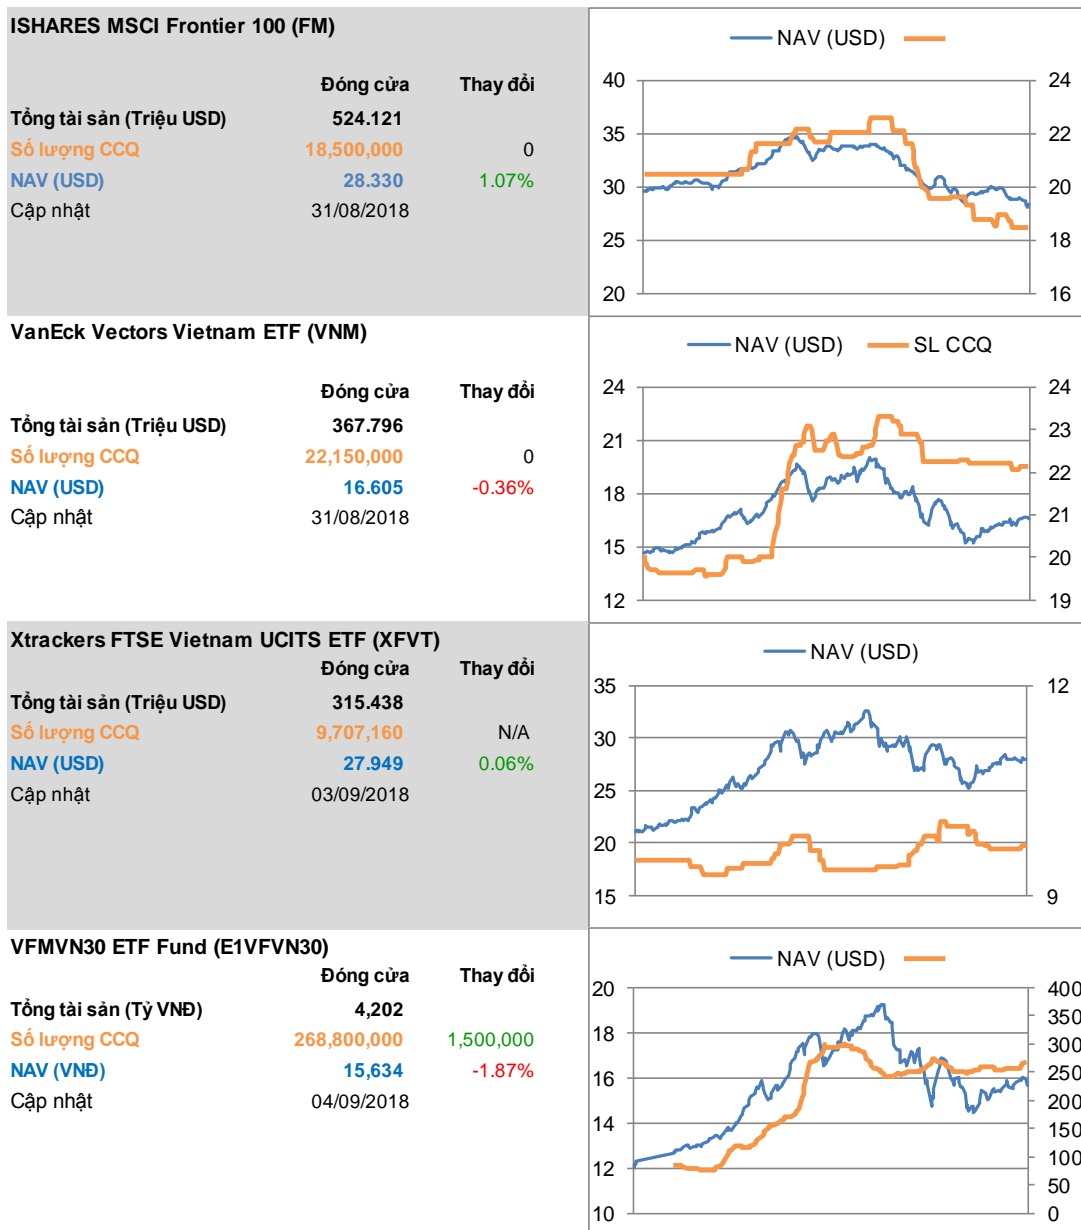 ISHARES MSCI Frontier 100 (FM)
Đóng cửa Thay đổi
Tổng tài sản (Triệu USD) 524.121
Số lượng CCQ 18,500,000 0
NAV (USD) 28.330 1.07%
Cập nhật 31/08/2018
NAV (USD)
40 24
35 22
30 20
25 18
20 16
VanEck Vectors Vietnam ETF (VNM)
Đóng cửa Thay đổi
Tổng tài sản (Triệu USD) 367.796
Số lượng CCQ 22,150,000 0
NAV (USD) 16.605 -0.36%
Cập nhật 31/08/2018
NAV (USD) SL CCQ
24 24
21 23
18 22
15 21
12 20
19
Xtrackers FTSE Vietnam UCITS ETF (XFVT)
Đóng cửa Thay đổi
Tổng tài sản (Triệu USD) 315.438
Số lượng CCQ 9,707,160 N/A
NAV (USD) 27.949 0.06%
Cập nhật 03/09/2018
NAV (USD)
35 12
30
25
20
15 9
VFMVN30 ETF Fund (E1VFVN30)
Đóng cửa Thay đổi
Tổng tài sản (Tỷ VNĐ) 4,202
Số lượng CCQ 268,800,000 1,500,000
NAV (VNĐ) 15,634 -1.87%
Cập nhật 04/09/2018
NAV (USD)
20 400
18 350
16 300
14 250
12 200
10 150
100
50
0